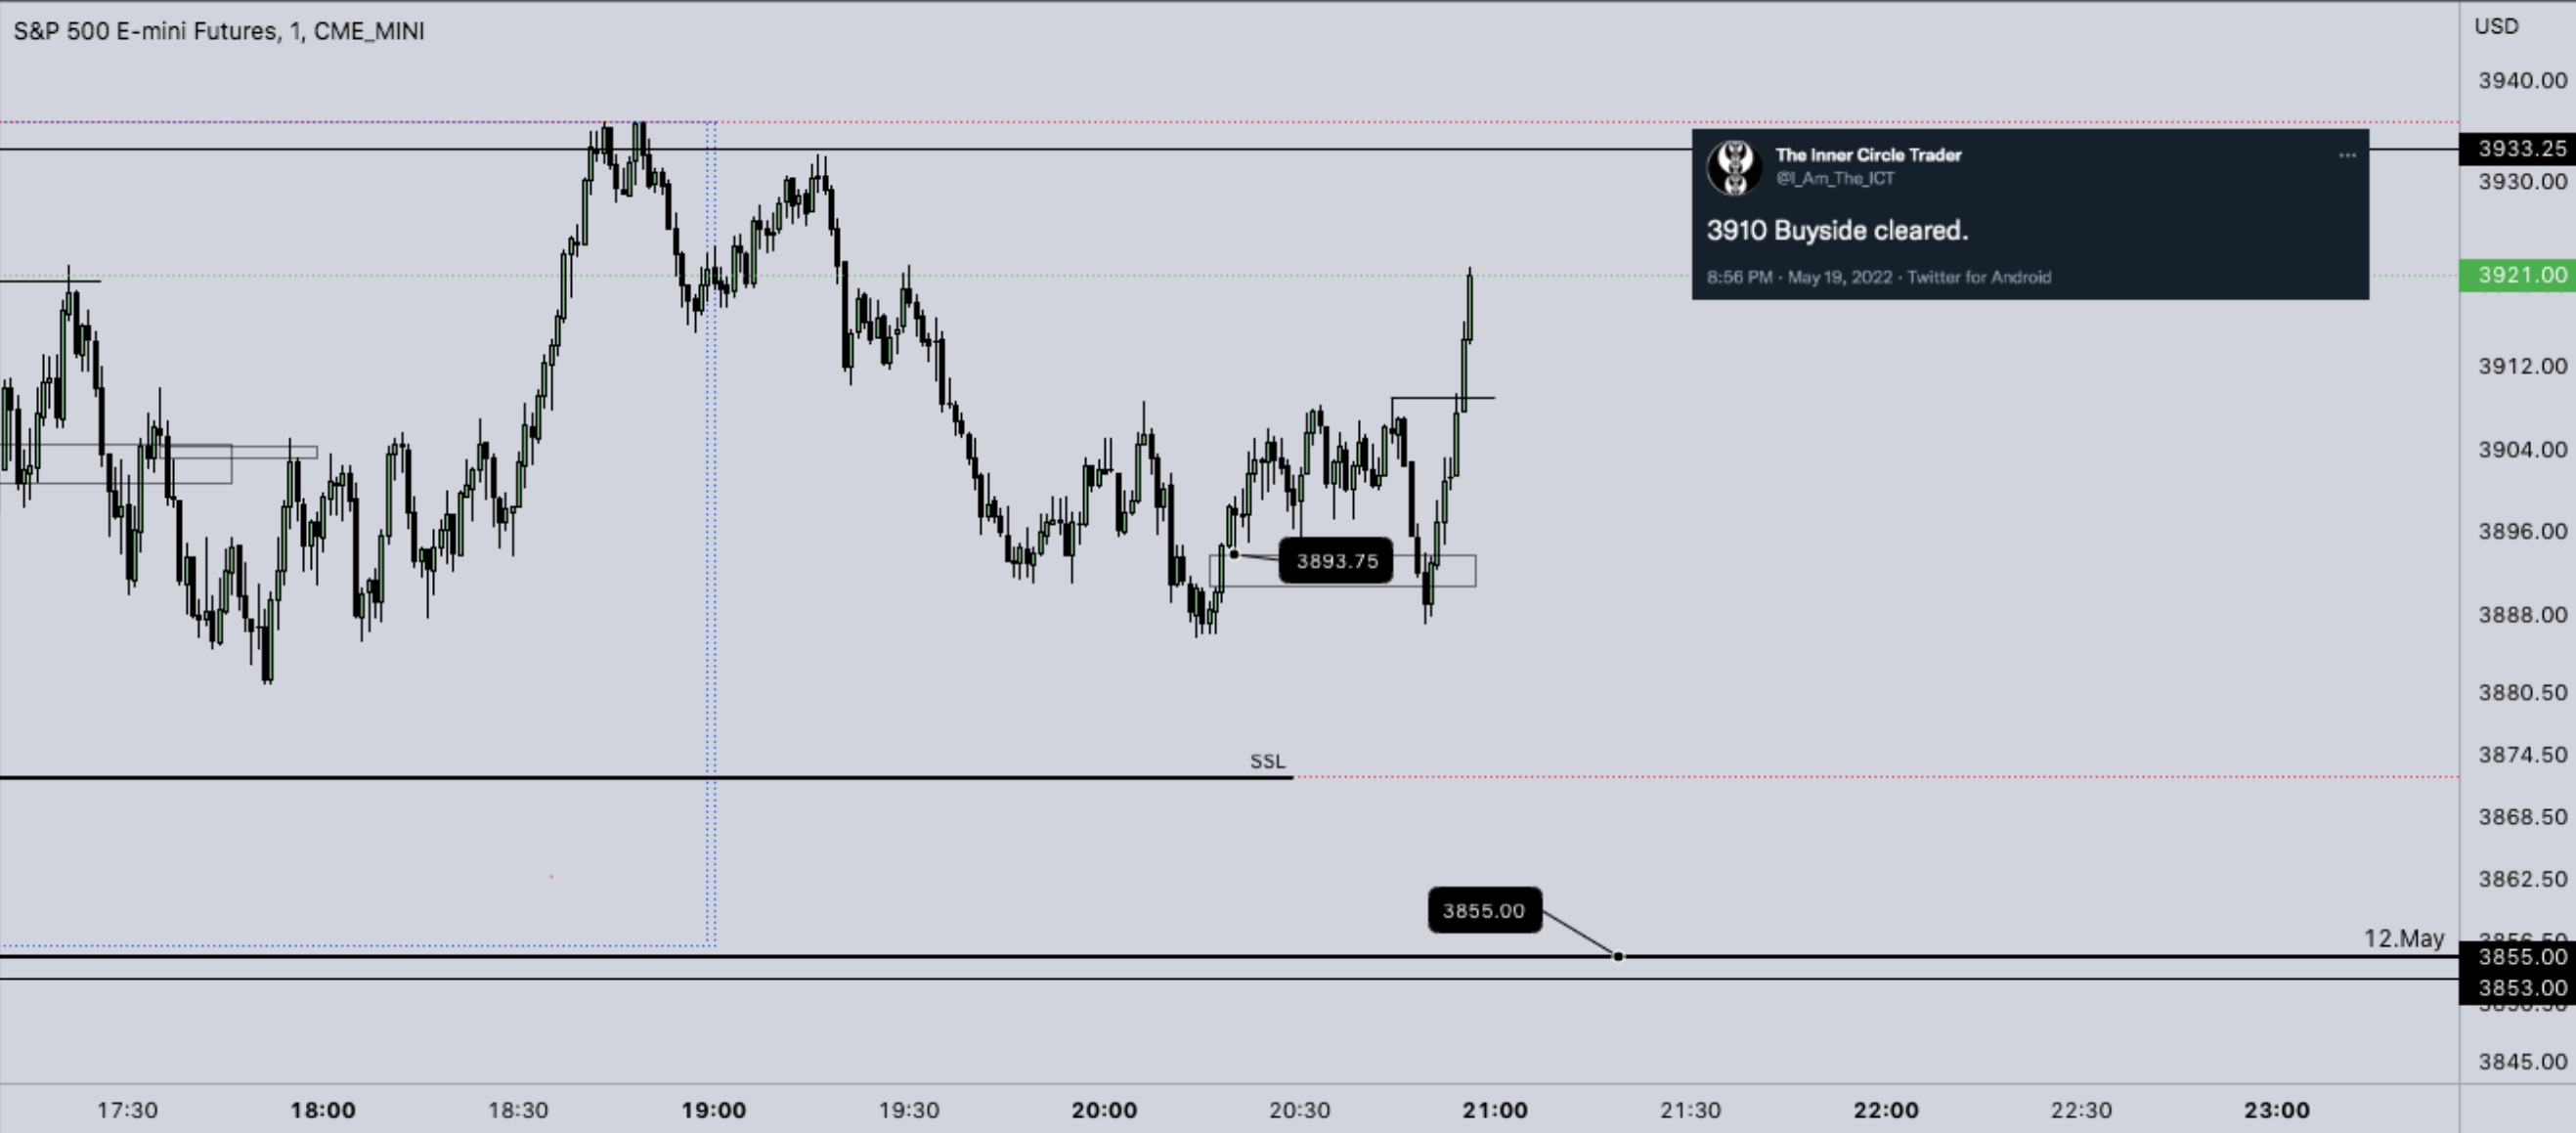 S&P 500 E-mini Futures, 1, CME_MINI
USD
3940.00
The Inner Circle Trader
@I_Am_The_ICT
3910 Buyside cleared.
8:56 PM · May 19, 2022 · Twitter for Android
3933.25
3930.00
3921.00
3912.00
3904.00
3896.00
3893.75
3888.00
3880.50
3874.50
SSL
3868.50
3862.50
3855.00
12.May
3855.00
3853.00
3845.00
17:30 18:00 18:30 19:00 19:30 20:00 20:30 21:00 21:30 22:00 22:30 23:00